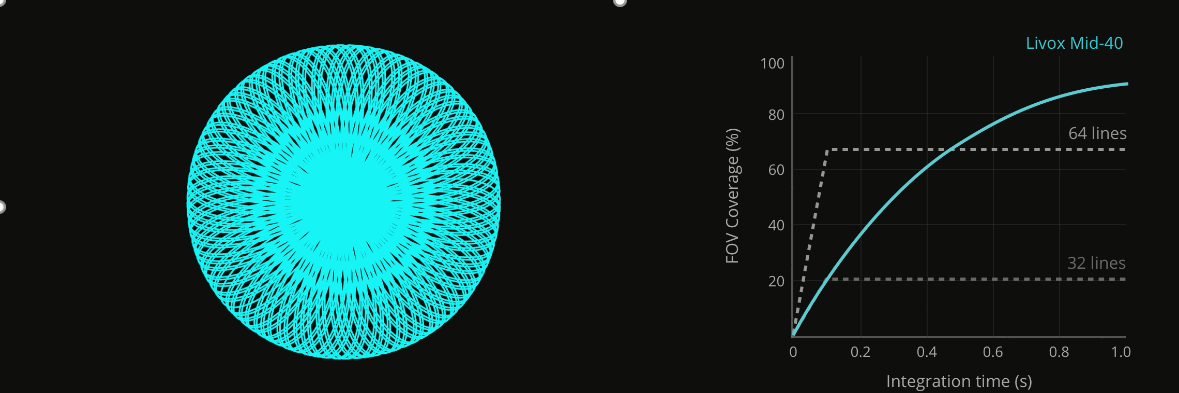 Livox Mid-40
100
80
60
40
20
FOV Coverage (%)
64 lines
32 lines
0
0.2
0.4
0.6
0.8
1.0
Integration time (s)